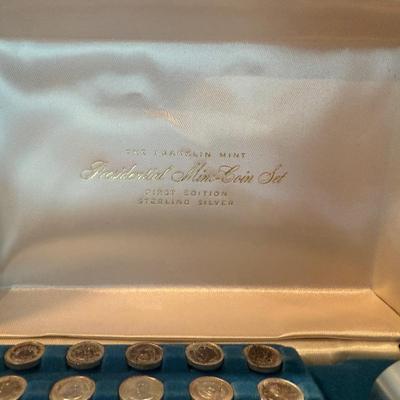 THE FRANKLIN MINT
Presidential Mini-Coin Set
FIRST EDITION
STERLING SILVER